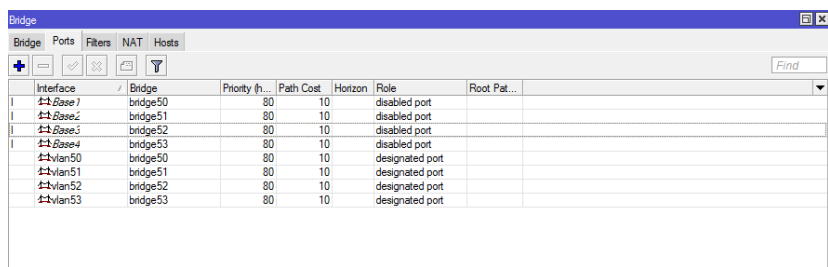 Bridge
Bridge Ports Filters NAT Hosts
Find
Interface Bridge Priority (h... Path Cost Horizon Role Root Pat...
I Base1 bridge50 80 10 disabled port
I Base2 bridge51 80 10 disabled port
I Base3 bridge52 80 10 disabled port
I Base4 bridge53 80 10 disabled port
vlan50 bridge50 80 10 designated port
vlan51 bridge51 80 10 designated port
vlan52 bridge52 80 10 designated port
vlan53 bridge53 80 10 designated port